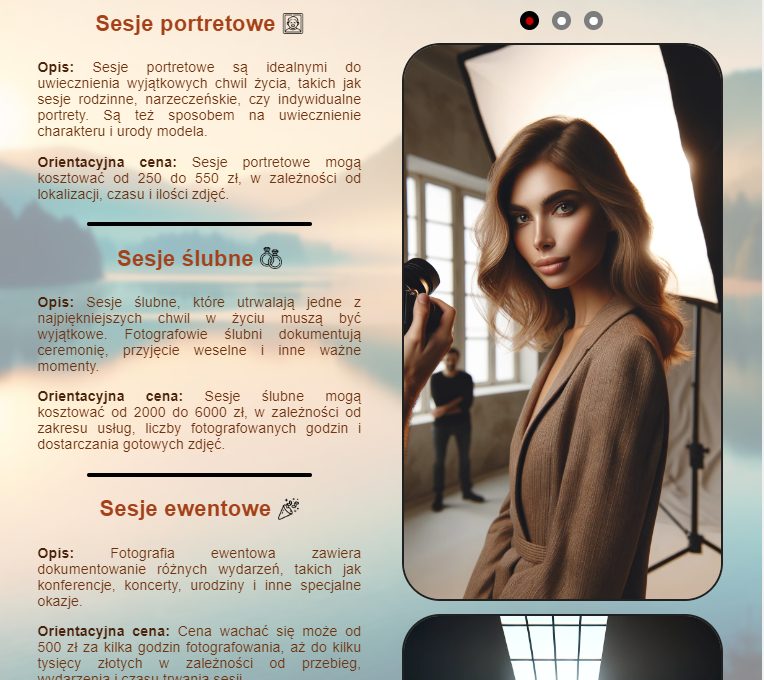 Sesje portretowe
Opis: Sesje portretowe są idealnymi do
uwiecznienia wyjątkowych chwil życia, takich jak
sesje rodzinne, narzeczeńskie, czy indywidualne
portrety. Są też sposobem na uwiecznienie
charakteru i urody modela.
Orientacyjna cena: Sesje portretowe mogą
kosztować od 250 do 550 zł, w zależności od
lokalizacji, czasu i ilości zdjęć.
Sesje ślubne
Opis: Sesje ślubne, które utrwalają jedne z
najpiękniejszych chwil w życiu muszą być
wyjątkowe. Fotografowie ślubni dokumentują
ceremonię, przyjęcie weselne i inne ważne
momenty.
Orientacyjna cena: Sesje ślubne mogą
kosztować od 2000 do 6000 zł, w zależności od
zakresu usług, liczby fotografowanych godzin i
dostarczania gotowych zdjęć.
Sesje ewentowe
Opis: Fotografia ewentowa zawiera
dokumentowanie różnych wydarzeń, takich jak
konferencje, koncerty, urodziny i inne specjalne
okazje.
Orientacyjna cena: Cena wachać się może od
500 zł za kilka godzin fotografowania, aż do kilku
tysięcy złotych w zależności od przebieg,
wydarzenia i czasu trwania sesji.